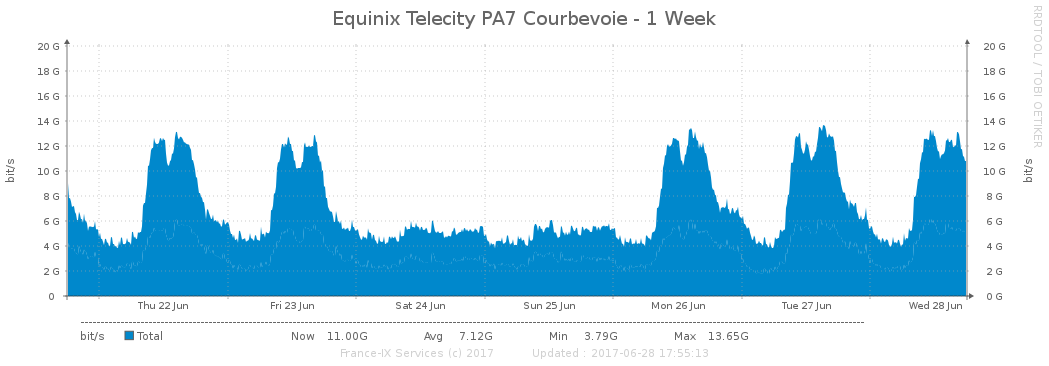 Equinix Telecity PA7 Courbevoie - 1 Week
RRDTOOL / TOBI OETIKER
20 G 20 G
18 G 18 G
16 G 16 G
14 G 14 G
12 G 12 G
10 G 10 G
8 G 8 G
6 G 6 G
4 G 4 G
2 G 2 G
0 0 G
bit/s
bit/s
Thu 22 Jun Fri 23 Jun Sat 24 Jun Sun 25 Jun Mon 26 Jun Tue 27 Jun Wed 28 Jun
bit/s Total Now 11.00G Avg 7.12G Min 3.79G Max 13.65G
France-IX Services (c) 2017 Updated : 2017-06-28 17:55:13